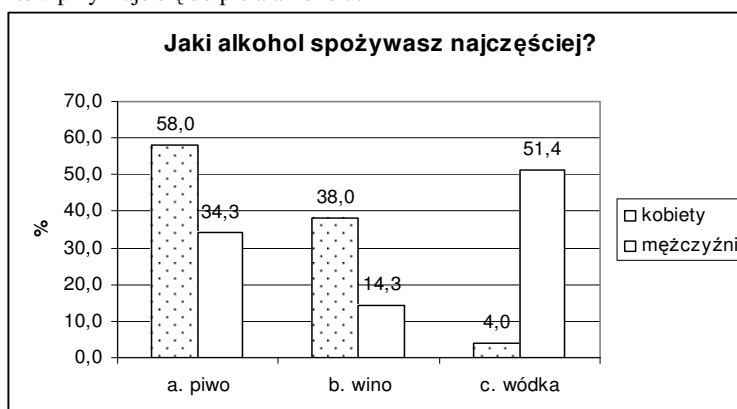 Jaki alkohol spożywasz najczęściej?
70,0
60,0
50,0
40,0
30,0
20,0
10,0
0,0
%
58,0
34,3
38,0
14,3
4,0
51,4
a. piwo
b. wino
c. wódka
kobiety
mężczyźni